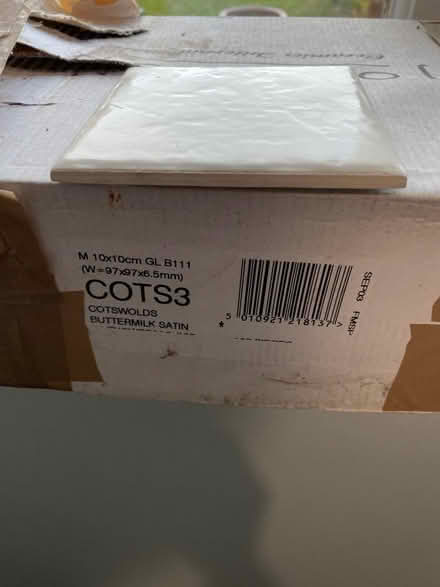 M 10x10cm GL B111
(W=97x97x6.5mm)
COTS3
COTSWOLDS
BUTTERMILK SATIN
5 010921 218137 >
SEP03